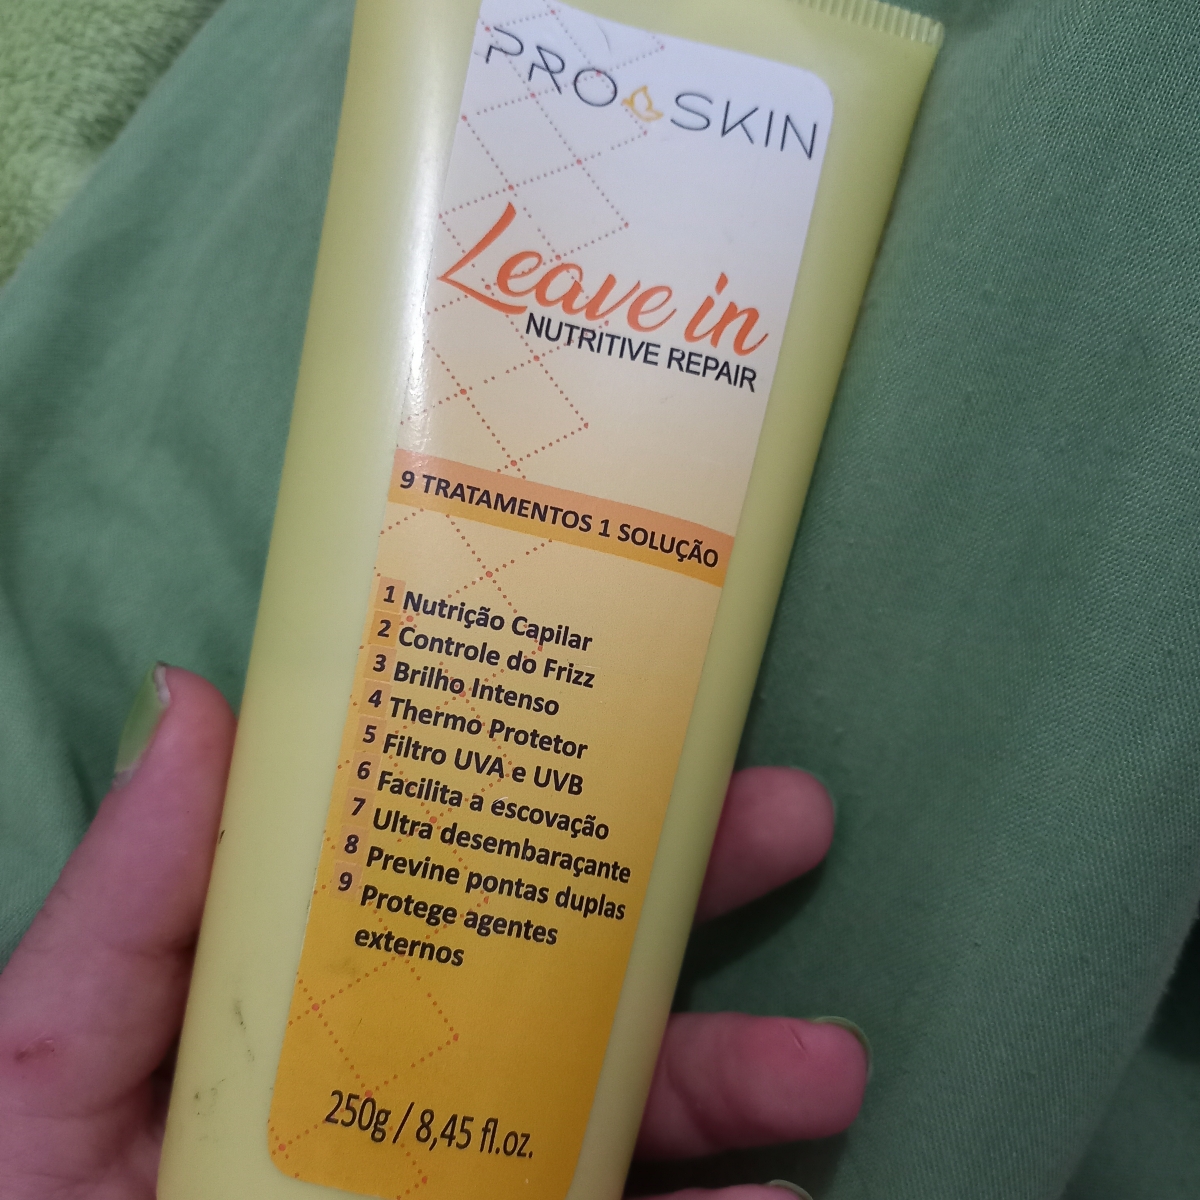 PRO SKIN
Leave in
NUTRITIVE REPAIR
9 TRATAMENTOS 1 SOLUÇÃO
1 Nutrição Capilar
2 Controle do Frizz
3 Brilho Intenso
4 Thermo Protetor
5 Filtro UVA e UVB
6 Facilita a escovação
7 Ultra desembaraçante
8 Previne pontas duplas
9 Protege agentes
externos
250g / 8,45 fl.oz.